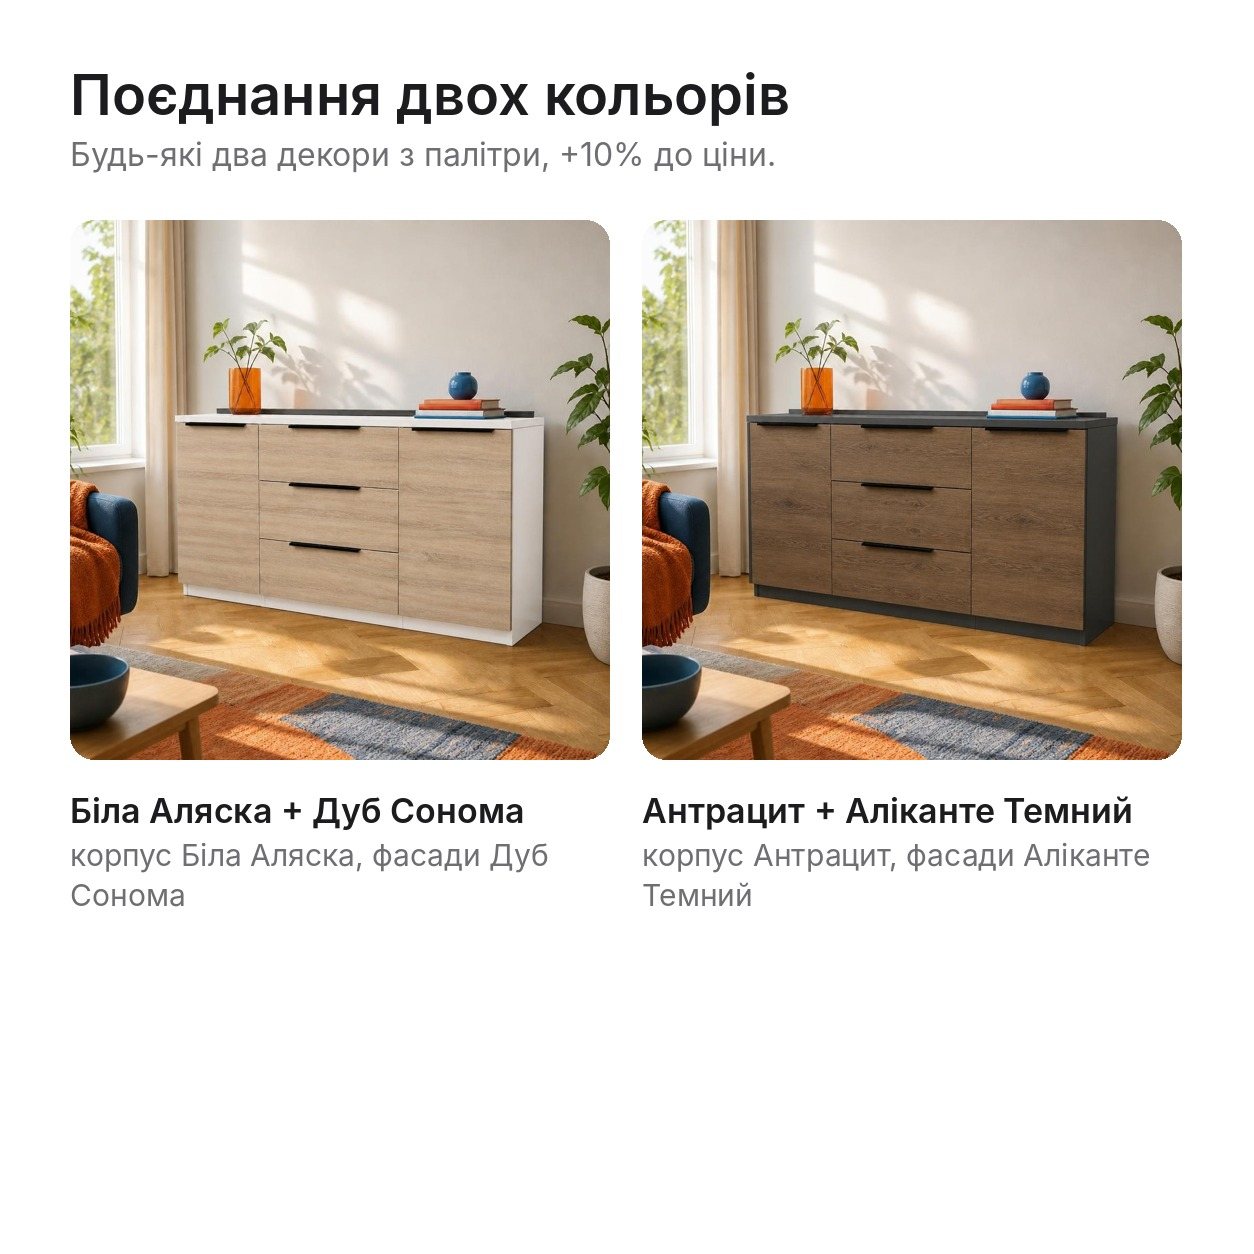 Поєднання двох кольорів
Будь-які два декори з палітри, +10% до ціни.
Біла Аляска + Дуб Сонома
корпус Біла Аляска, фасади Дуб
Сонома
Антрацит + Аліканте Темний
корпус Антрацит, фасади Аліканте
Темний